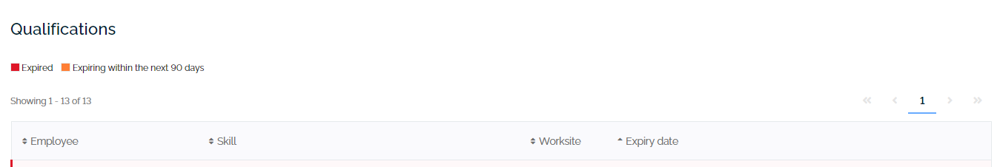 Qualifications
Expired Expiring within the next 90 days
Showing 1 - 13 of 13 « ‹ 1 › »
Employee Skill Worksite Expiry date